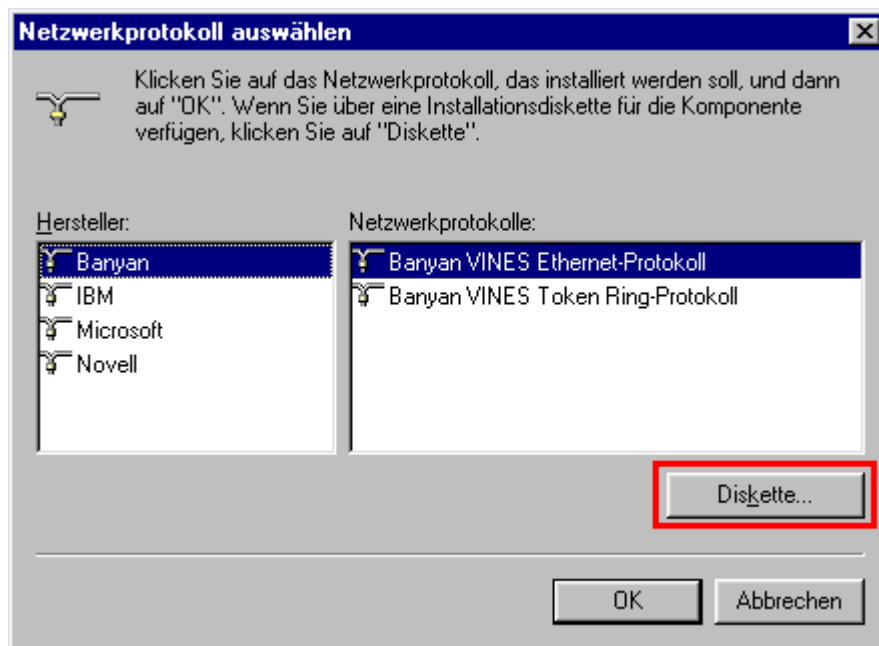 Netzwerkprotokoll auswählen
Klicken Sie auf das Netzwerkprotokoll, das installiert werden soll, und dann
auf "OK". Wenn Sie über eine Installationsdiskette für die Komponente
verfügen, klicken Sie auf "Diskette".
Hersteller:
Banyan
IBM
Microsoft
Novell
Netzwerkprotokolle:
Banyan VINES Ethernet-Protokoll
Banyan VINES Token Ring-Protokoll
Diskette...
OK
Abbrechen